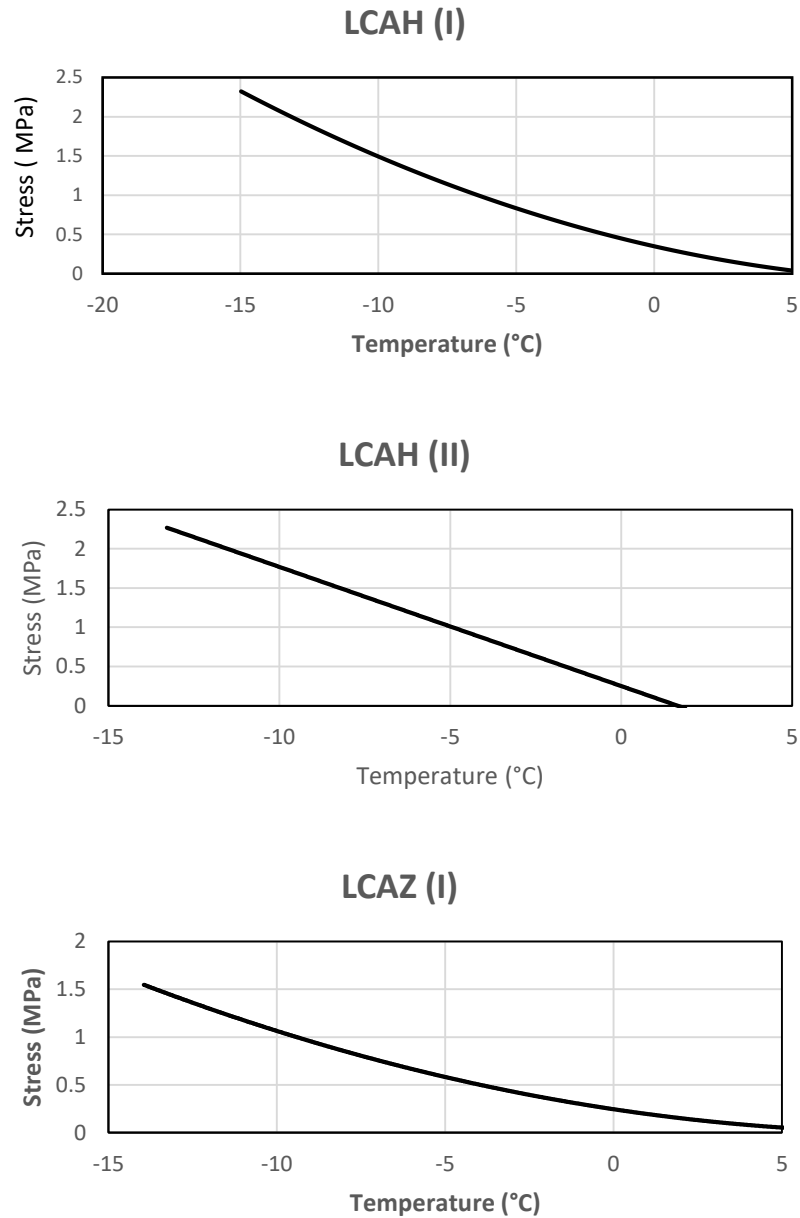 LCAH (I)
2.5
2
1.5
1
0.5
0
Stress ( MPa)
-20 -15 -10 -5 0 5
Temperature (°C)
LCAH (II)
2.5
2
1.5
1
0.5
0
Stress (MPa)
-15 -10 -5 0 5
Temperature (°C)
LCAZ (I)
2
1.5
1
0.5
0
Stress (MPa)
-15 -10 -5 0 5
Temperature (°C)